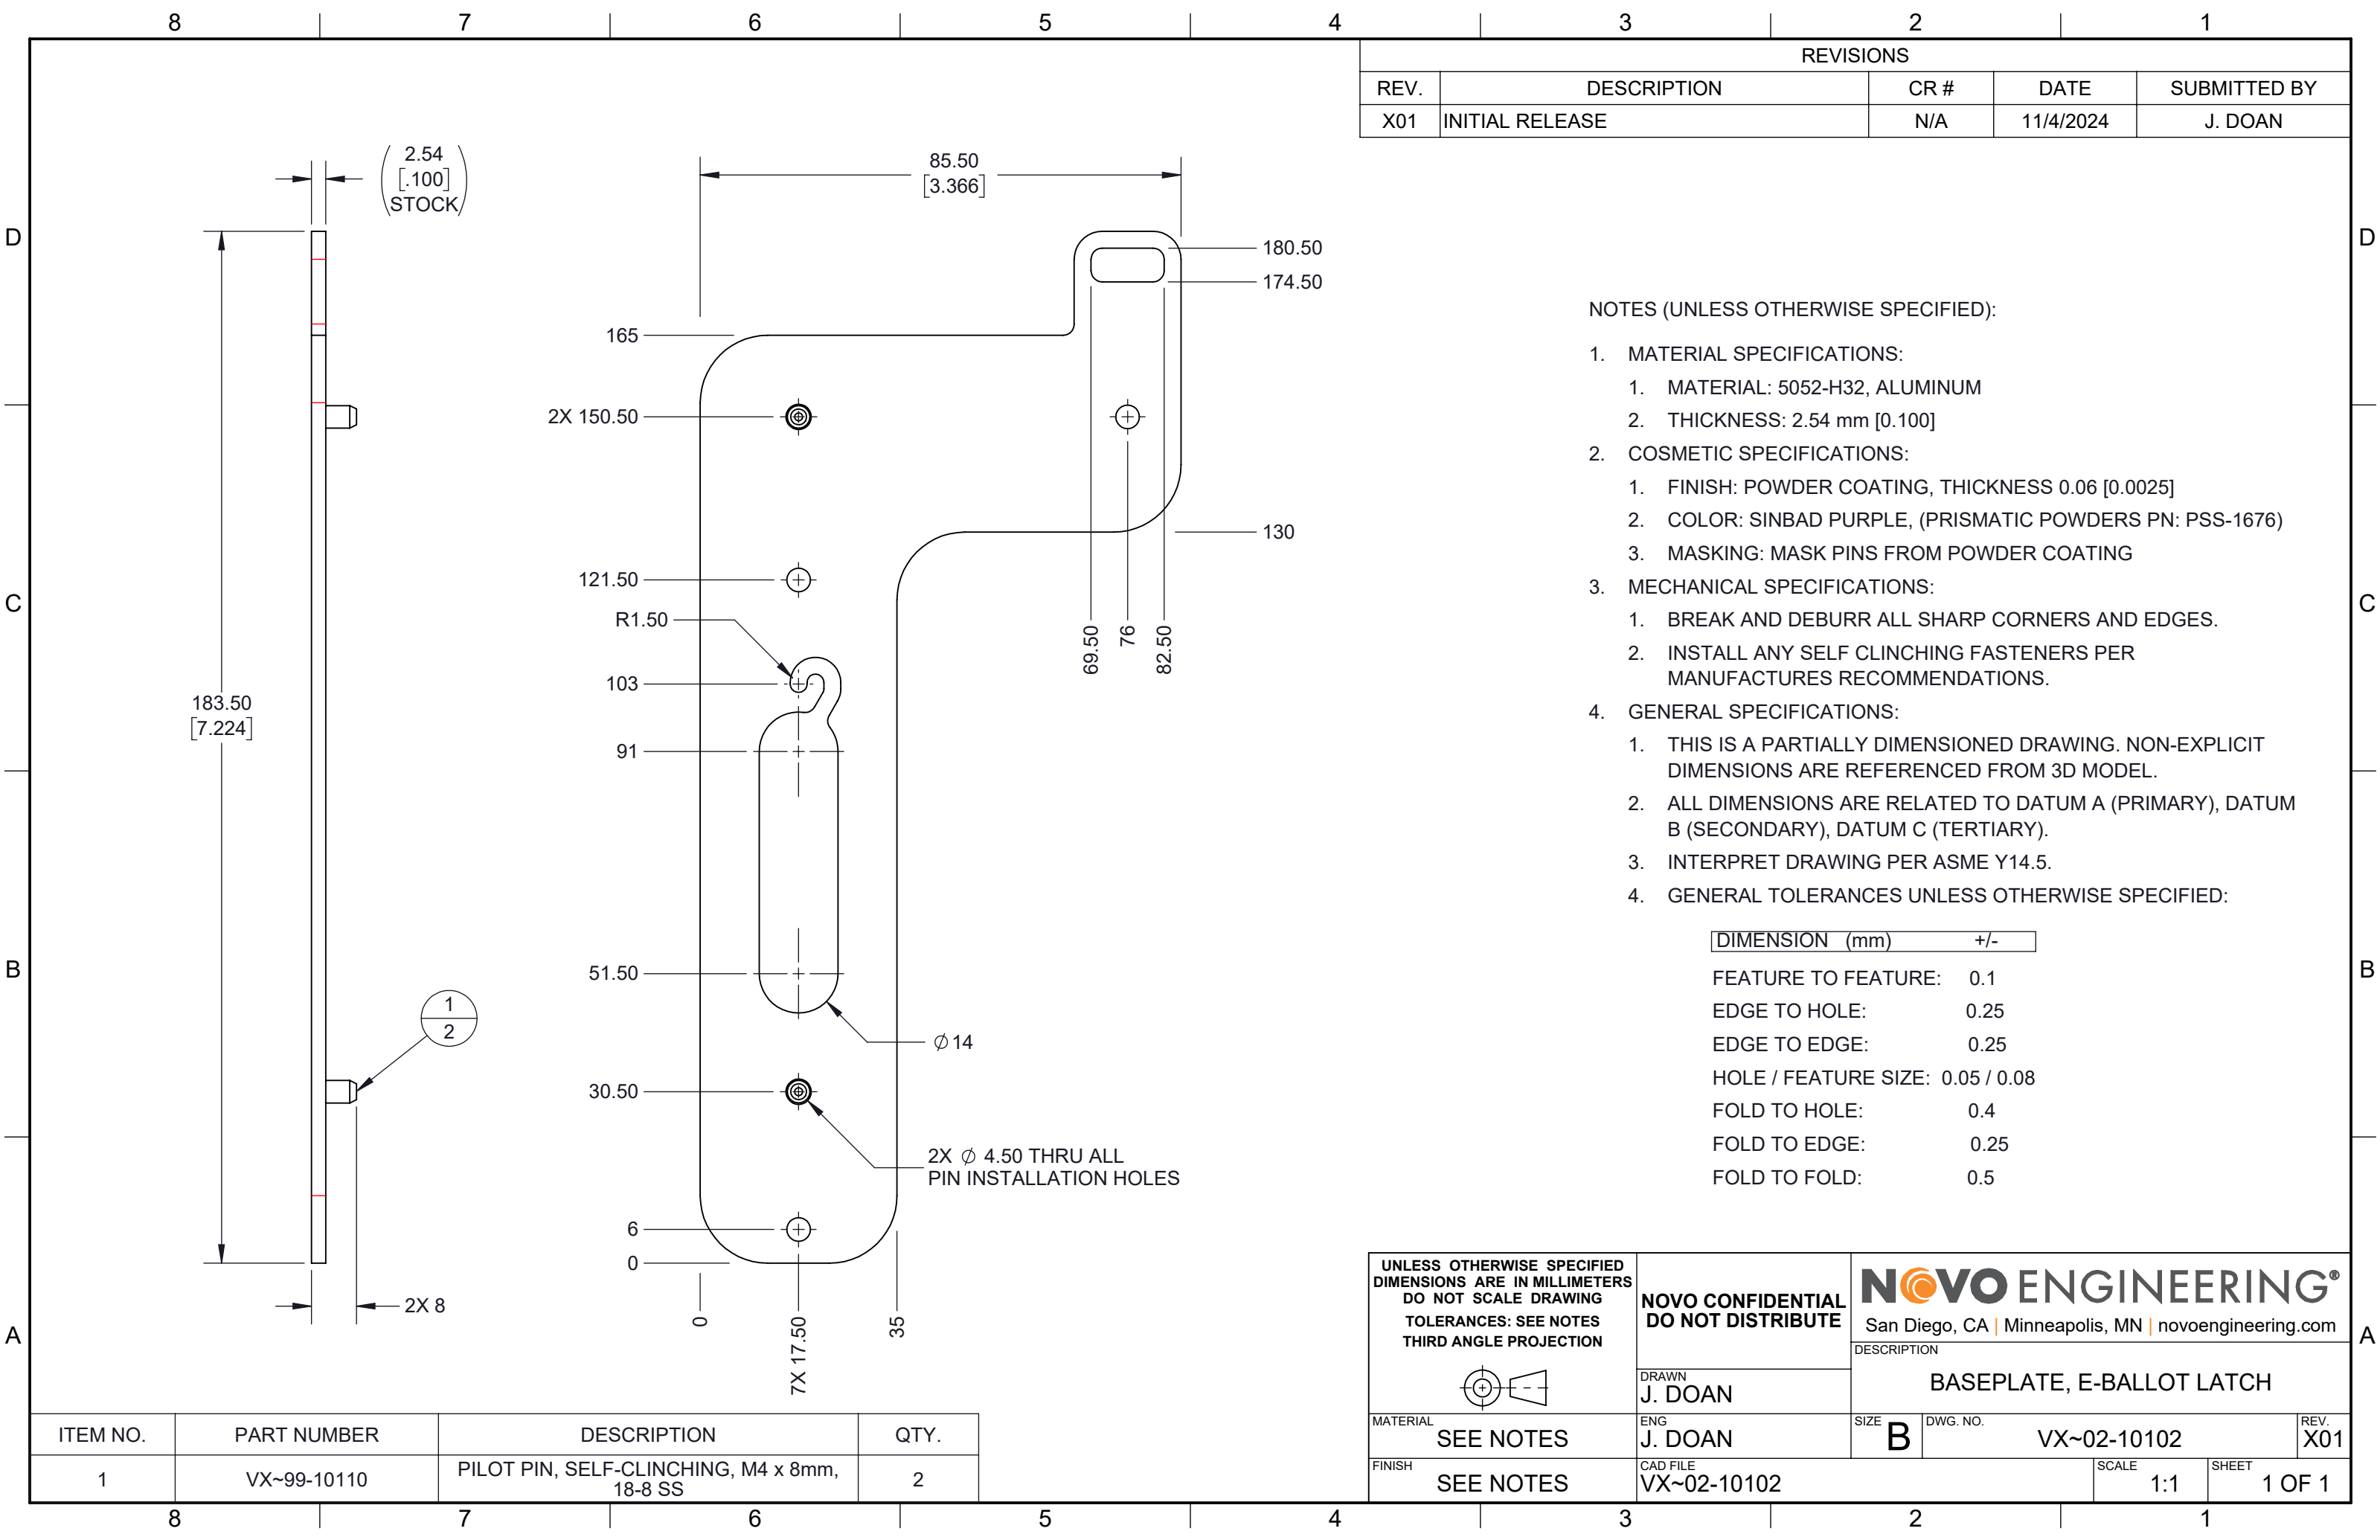 8 7 6 5 4 3 2 1
REVISIONS
REV. DESCRIPTION CR # DATE SUBMITTED BY
X01 INITIAL RELEASE N/A 11/4/2024 J. DOAN
D
D
C
C
B
B
A
A
2.54
[.100]
STOCK
85.50
[3.366]
180.50
174.50
165
2X 150.50
130
121.50
R1.50
69.50
76
82.50
103
183.50
[7.224]
91
51.50
1
2
⌀14
30.50
2X ⌀ 4.50 THRU ALL
PIN INSTALLATION HOLES
6
0
2X 8
0
7X 17.50
35
NOTES (UNLESS OTHERWISE SPECIFIED):
1. MATERIAL SPECIFICATIONS:
1. MATERIAL: 5052-H32, ALUMINUM
2. THICKNESS: 2.54 mm [0.100]
2. COSMETIC SPECIFICATIONS:
1. FINISH: POWDER COATING, THICKNESS 0.06 [0.0025]
2. COLOR: SINBAD PURPLE, (PRISMATIC POWDERS PN: PSS-1676)
3. MASKING: MASK PINS FROM POWDER COATING
3. MECHANICAL SPECIFICATIONS:
1. BREAK AND DEBURR ALL SHARP CORNERS AND EDGES.
2. INSTALL ANY SELF CLINCHING FASTENERS PER
MANUFACTURES RECOMMENDATIONS.
4. GENERAL SPECIFICATIONS:
1. THIS IS A PARTIALLY DIMENSIONED DRAWING. NON-EXPLICIT
DIMENSIONS ARE REFERENCED FROM 3D MODEL.
2. ALL DIMENSIONS ARE RELATED TO DATUM A (PRIMARY), DATUM
B (SECONDARY), DATUM C (TERTIARY).
3. INTERPRET DRAWING PER ASME Y14.5.
4. GENERAL TOLERANCES UNLESS OTHERWISE SPECIFIED:
DIMENSION (mm) +/-
FEATURE TO FEATURE: 0.1
EDGE TO HOLE: 0.25
EDGE TO EDGE: 0.25
HOLE / FEATURE SIZE: 0.05 / 0.08
FOLD TO HOLE: 0.4
FOLD TO EDGE: 0.25
FOLD TO FOLD: 0.5
UNLESS OTHERWISE SPECIFIED
DIMENSIONS ARE IN MILLIMETERS
DO NOT SCALE DRAWING
TOLERANCES: SEE NOTES
THIRD ANGLE PROJECTION
NOVO CONFIDENTIAL
DO NOT DISTRIBUTE
NOVO ENGINEERING®
San Diego, CA | Minneapolis, MN | novoengineering.com
DESCRIPTION
BASEPLATE, E-BALLOT LATCH
DRAWN
J. DOAN
MATERIAL
SEE NOTES
ENG
J. DOAN
SIZE
B
DWG. NO.
VX~02-10102
REV.
X01
FINISH
SEE NOTES
CAD FILE
VX~02-10102
SCALE
1:1
SHEET
1 OF 1
ITEM NO. PART NUMBER DESCRIPTION QTY.
1 VX~99-10110 PILOT PIN, SELF-CLINCHING, M4 x 8mm,
18-8 SS 2
8 7 6 5 4 3 2 1